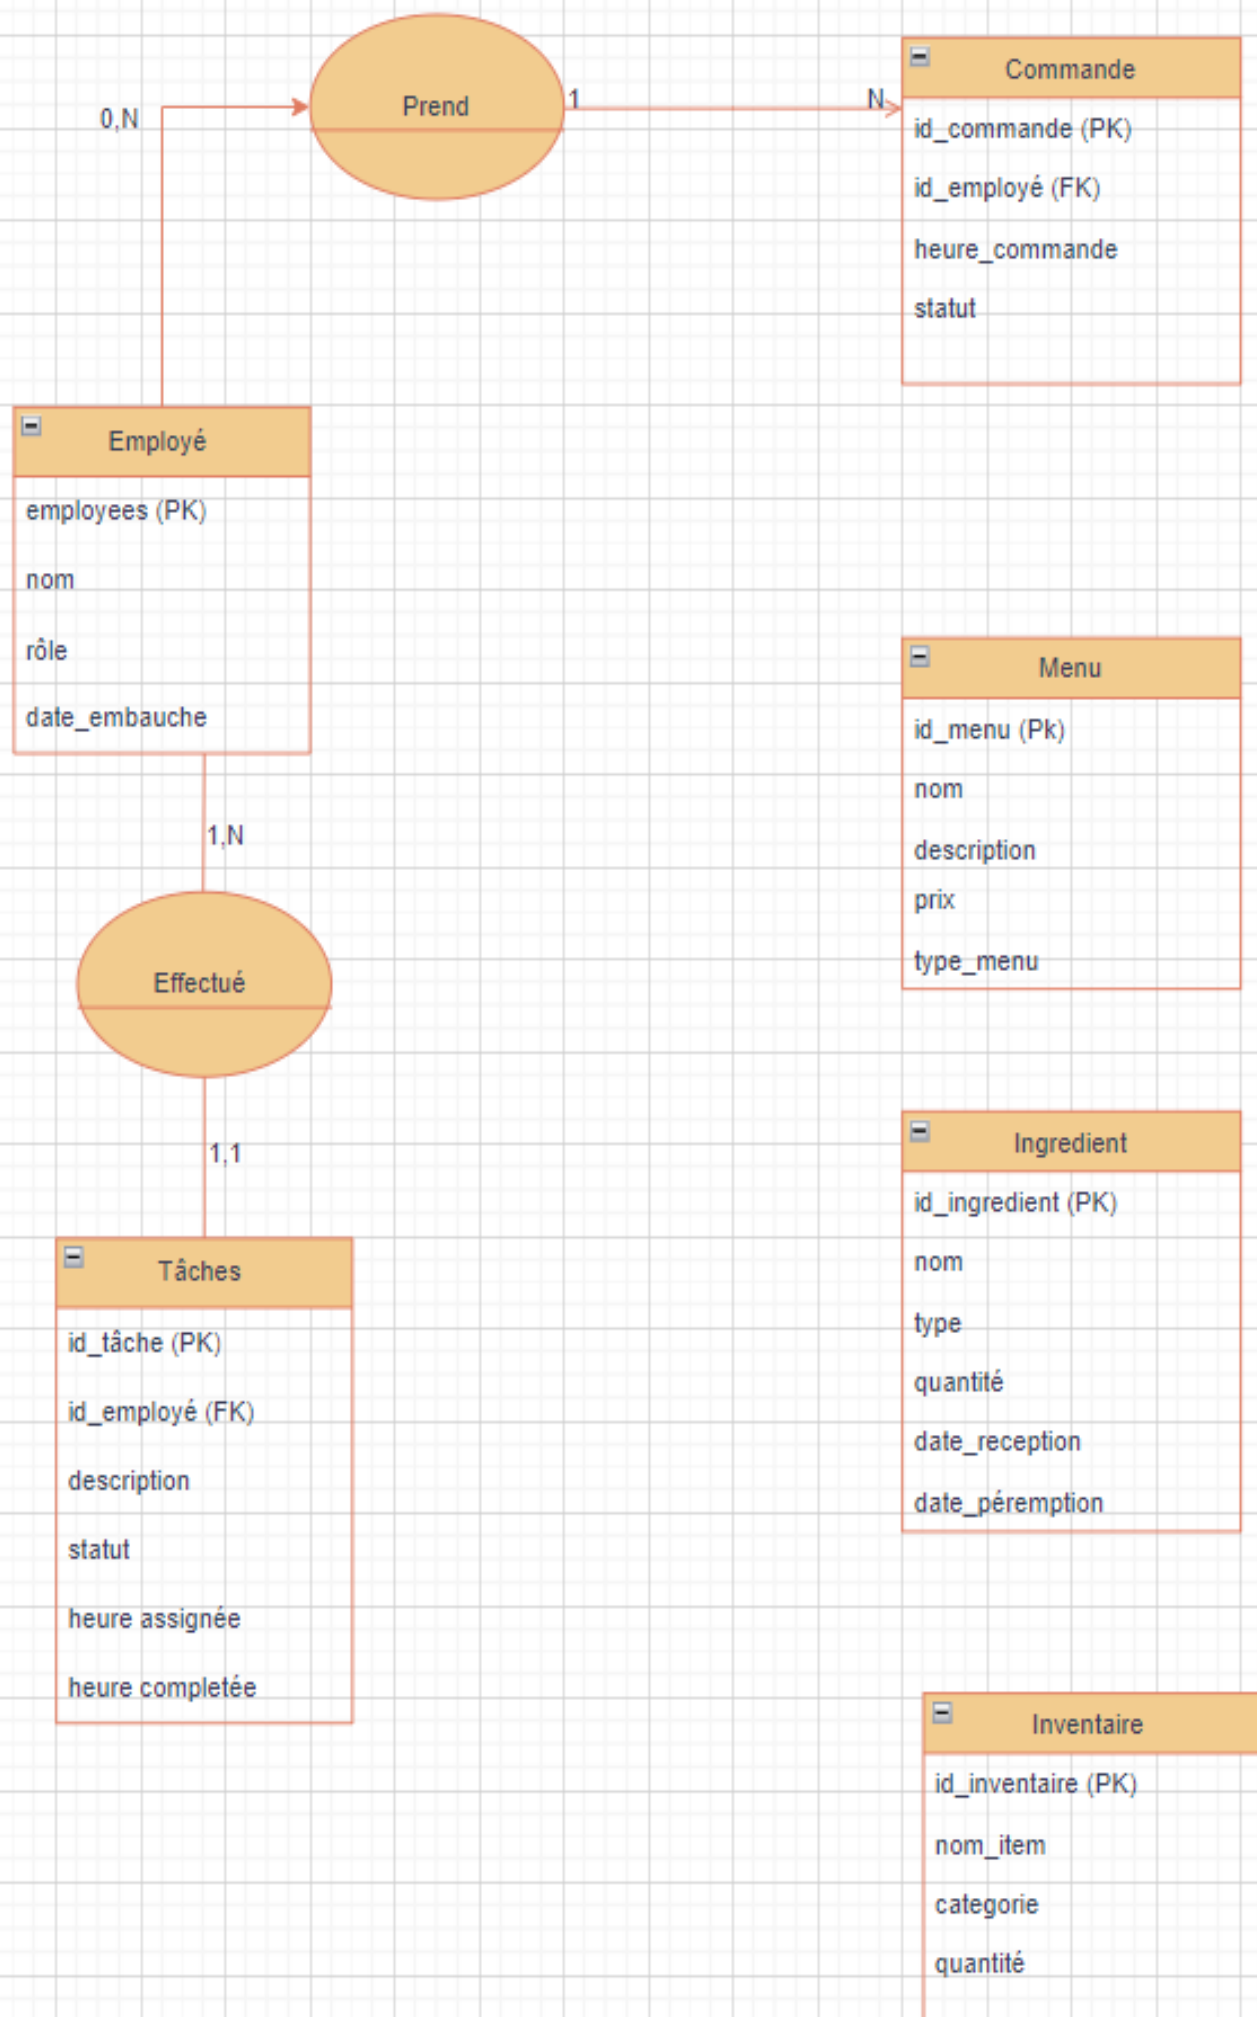 Prend
0,N
1
N
Commande
id_commande (PK)
id_employé (FK)
heure_commande
statut
Employé
employees (PK)
nom
rôle
date_embauche
1,N
Effectué
1,1
Tâches
id_tâche (PK)
id_employé (FK)
description
statut
heure assignée
heure completée
Menu
id_menu (Pk)
nom
description
prix
type_menu
Ingredient
id_ingredient (PK)
nom
type
quantité
date_reception
date_péremption
Inventaire
id_inventaire (PK)
nom_item
categorie
quantité